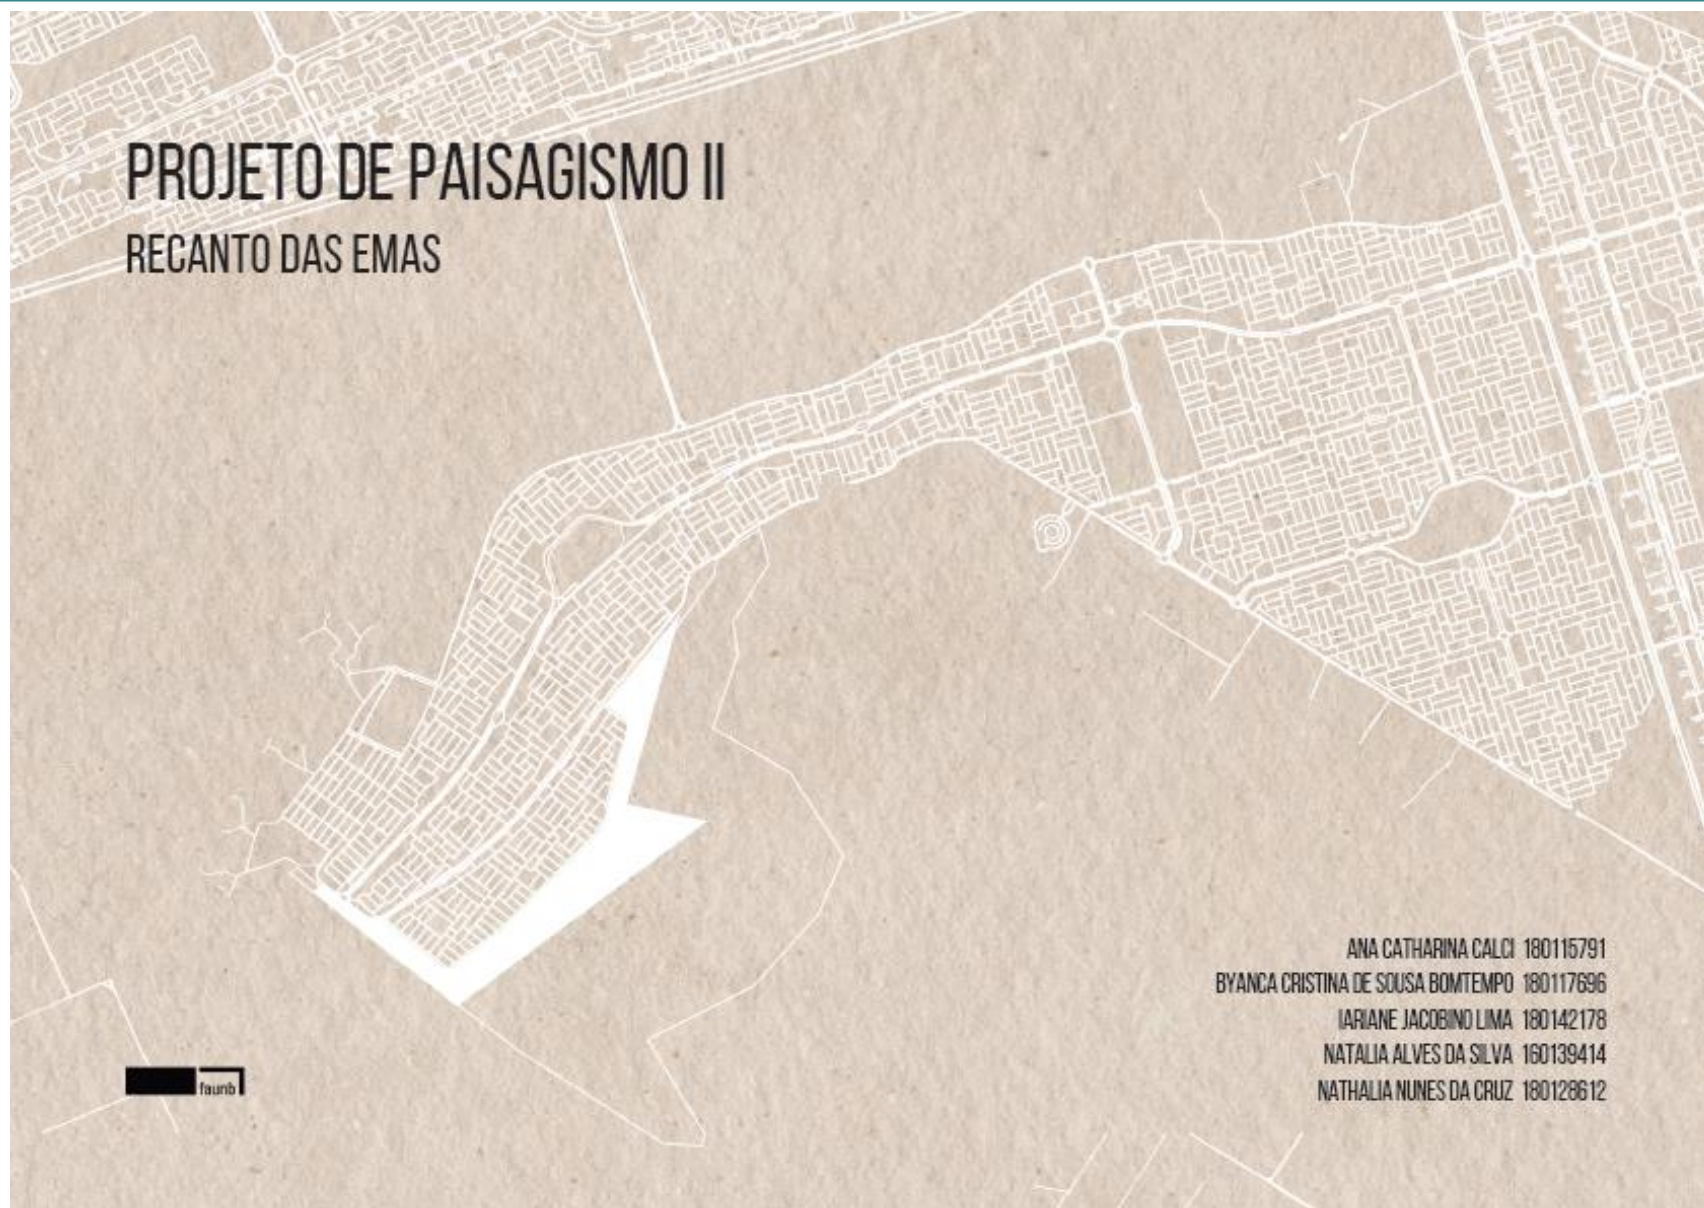 PROJETO DE PAISAGISMO II
RECANTO DAS EMAS
ANA CATHARINA CALCI 180115791
BYANCA CRISTINA DE SOUSA BOMTEMPO 180117696
IARIANE JACOBINO LIMA 180142178
NATALIA ALVES DA SILVA 160139414
NATHALIA NUNES DA CRUZ 180128612
faunb